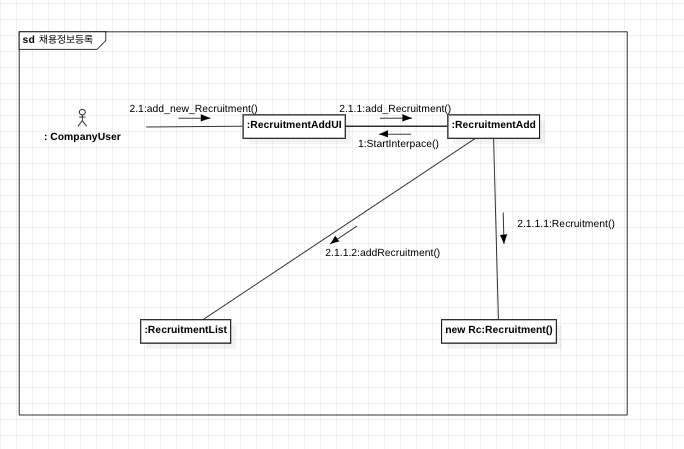 sd 채용정보등록
2.1:add_new_Recruitment()
2.1.1:add_Recruitment()
: CompanyUser
:RecruitmentAddUI
:RecruitmentAdd
1:StartInterpace()
2.1.1.1:Recruitment()
2.1.1.2:addRecruitment()
:RecruitmentList
new Rc:Recruitment()